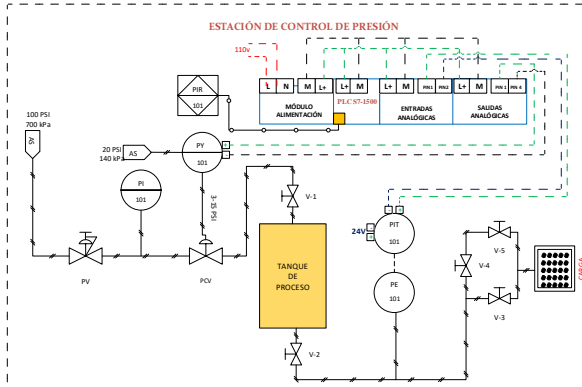 ESTACIÓN DE CONTROL DE PRESIÓN
110v
L N M L+ L+ M L+ M PIN1 PIN2 L+ M PIN 1 PIN 4
MÓDULO ALIMENTACIÓN
PLC S7-1500
ENTRADAS ANALÓGICAS
SALIDAS ANALÓGICAS
PIR
101
100 PSI
700 kPa
AS
20 PSI
140 kPa
AS
PY
101
+
-
PI
101
3-15 PSI
PV
PCV
V-1
TANQUE
DE
PROCESO
V-2
- +
24V
-
+
PIT
101
PE
101
V-5
V-4
V-3
CARGA